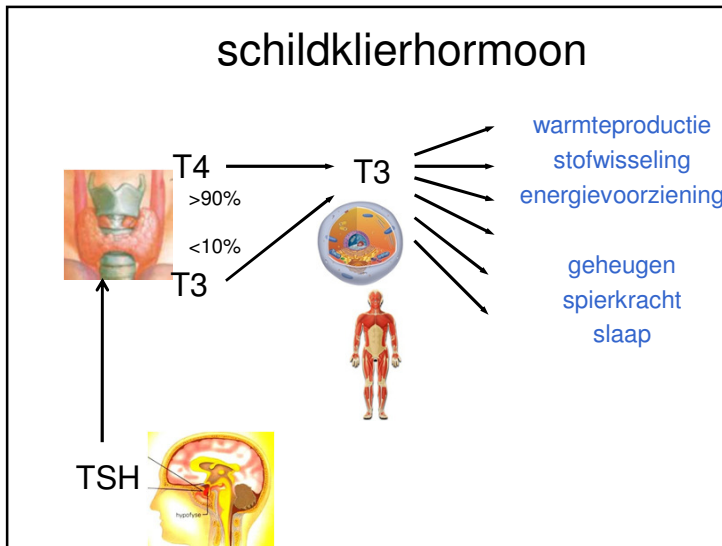 schildklierhormoon
T4
>90%
<10%
T3
T3
warmteproductie
stofwisseling
energievoorziening
geheugen
spierkracht
slaap
TSH
hypofyse